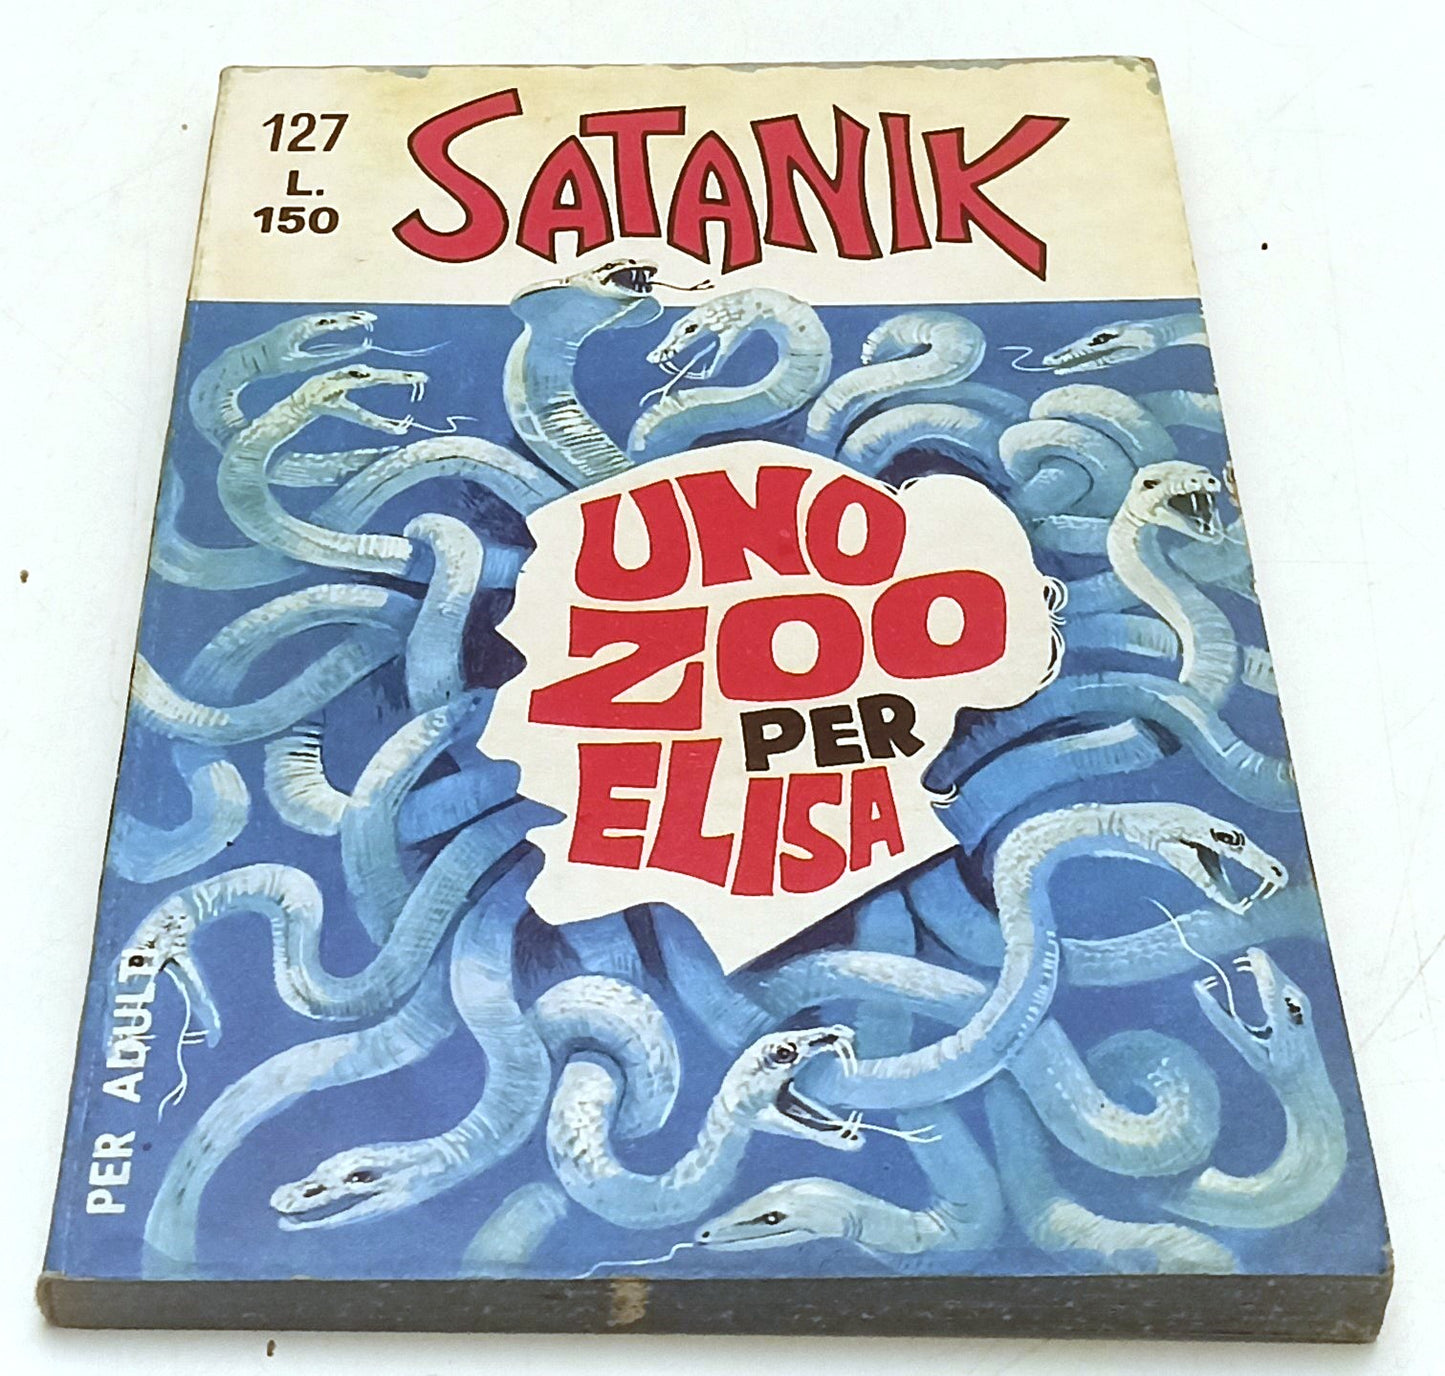 127
L.
150
SATANIK
UNO
ZOO
PER
ELISA
PER ADULTI